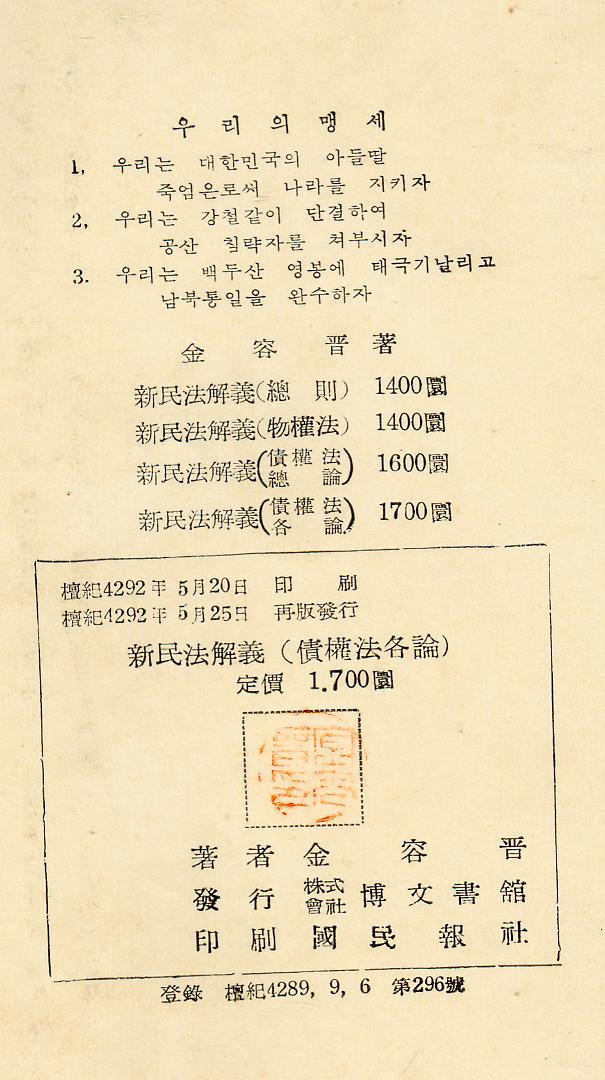 우리의 맹세
1, 우리는 대한민국의 아들딸
죽엄은로써 나라를 지키자
2, 우리는 강철같이 단결하여
공산 침략자를 쳐부시자
3. 우리는 백두산 영봉에 태극기날리고
남북통일을 완수하자
金容晋著
新民法解義(總則) 1400圜
新民法解義(物權法) 1400圜
新民法解義(債權法總論) 1600圜
新民法解義(債權法各論) 1700圜
檀紀4292年 5月20日 印刷
檀紀4292年 5月25日 再版發行
新民法解義(債權法各論)
定價 1.700圜
著者 金容晋
發行 株式會社 博文書舘
印刷 國民報社
登錄 檀紀4289, 9, 6 第296號